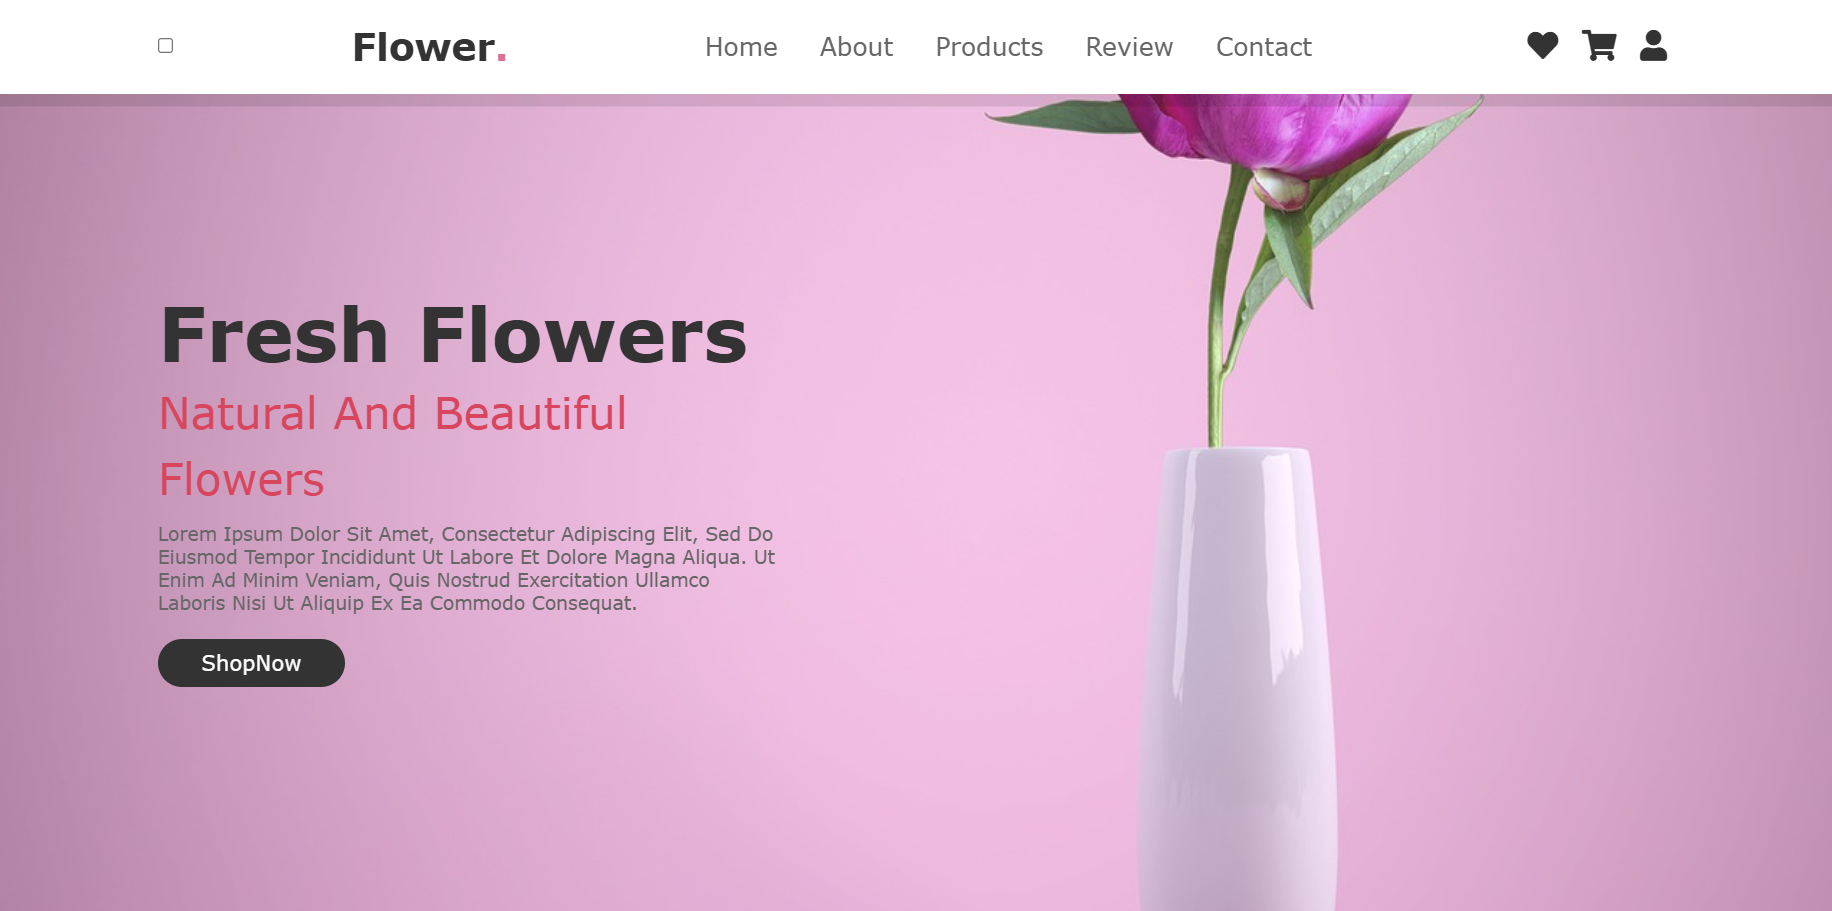 Flower.
Home About Products Review Contact
Fresh Flowers
Natural And Beautiful
Flowers
Lorem Ipsum Dolor Sit Amet, Consectetur Adipiscing Elit, Sed Do
Eiusmod Tempor Incididunt Ut Labore Et Dolore Magna Aliqua. Ut
Enim Ad Minim Veniam, Quis Nostrud Exercitation Ullamco
Laboris Nisi Ut Aliquip Ex Ea Commodo Consequat.
ShopNow